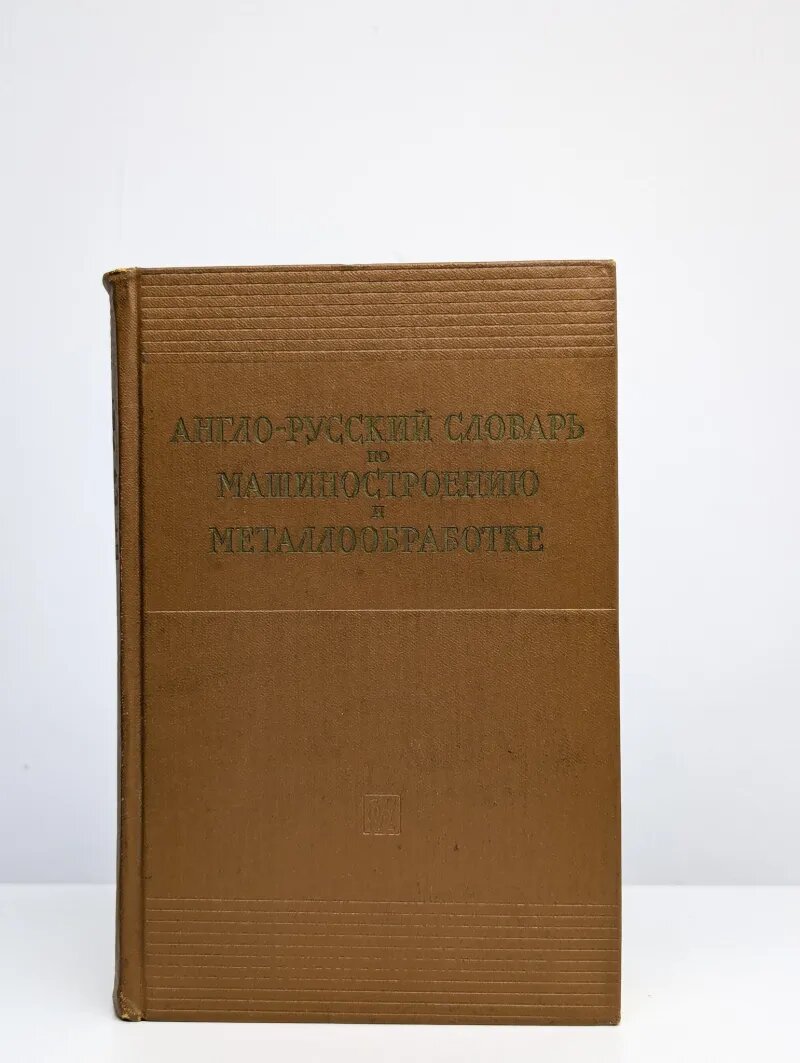 АНГЛО-РУССКИЙ СЛОВАРЬ
ПО
МАШИНОСТРОЕНИЮ
И
МЕТАЛЛООБРАБОТКЕ